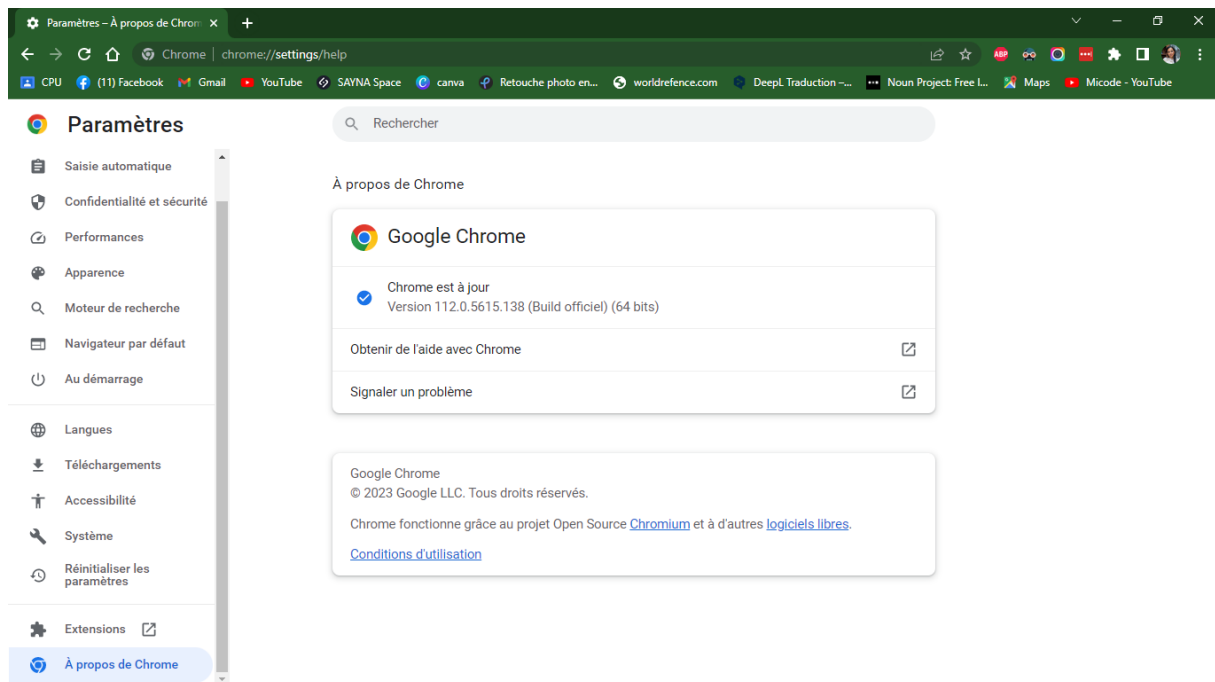 Paramètres – À propos de Chrom
Chrome | chrome://settings/help
ABP
CPU (11) Facebook Gmail YouTube SAYNA Space canva Retouche photo en... worldrefence.com DeepL Traduction –... Noun Project: Free I... Maps Micode - YouTube
Paramètres
Rechercher
Saisie automatique
Confidentialité et sécurité
Performances
Apparence
Moteur de recherche
Navigateur par défaut
Au démarrage
Langues
Téléchargements
Accessibilité
Système
Réinitialiser les
paramètres
Extensions
À propos de Chrome
À propos de Chrome
Google Chrome
Chrome est à jour
Version 112.0.5615.138 (Build officiel) (64 bits)
Obtenir de l'aide avec Chrome
Signaler un problème
Google Chrome
© 2023 Google LLC. Tous droits réservés.
Chrome fonctionne grâce au projet Open Source Chromium et à d'autres logiciels libres.
Conditions d'utilisation